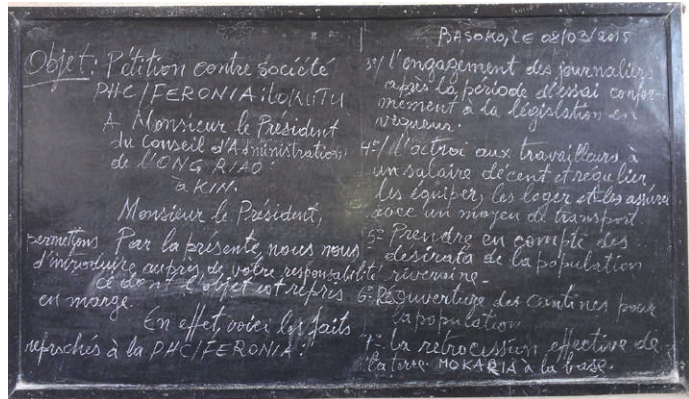 Objet: Pétition contre société
PHC/FERONIA: LOKUTU
A Monsieur le Président
du Conseil d'Administration
de l'ONG RIAO
à KIN.
Monsieur le Président,
Par la présente nous nous
permettons
d'introduire auprès de votre responsabilité
ce dont l'objet est repris
en marge.
En effet, voici les faits
reprochés à la PHC/FERONIA:
BASOKO, LE 08/03/2015
3°/ l'engagement des journaliers
après la période d'essai confor-
mément à la législation en
vigueur.
4°/ l'octroi aux travailleurs à
un salaire décent et régulier
les équiper, les loger et les assurer
avec un moyen de transport
5°- Prendre en compte des
désirata de la population
riveraine-
6°- Réouverture des cantines pour
la population
7°- la rétrocession effective de
la terre MOKARIA à la base.